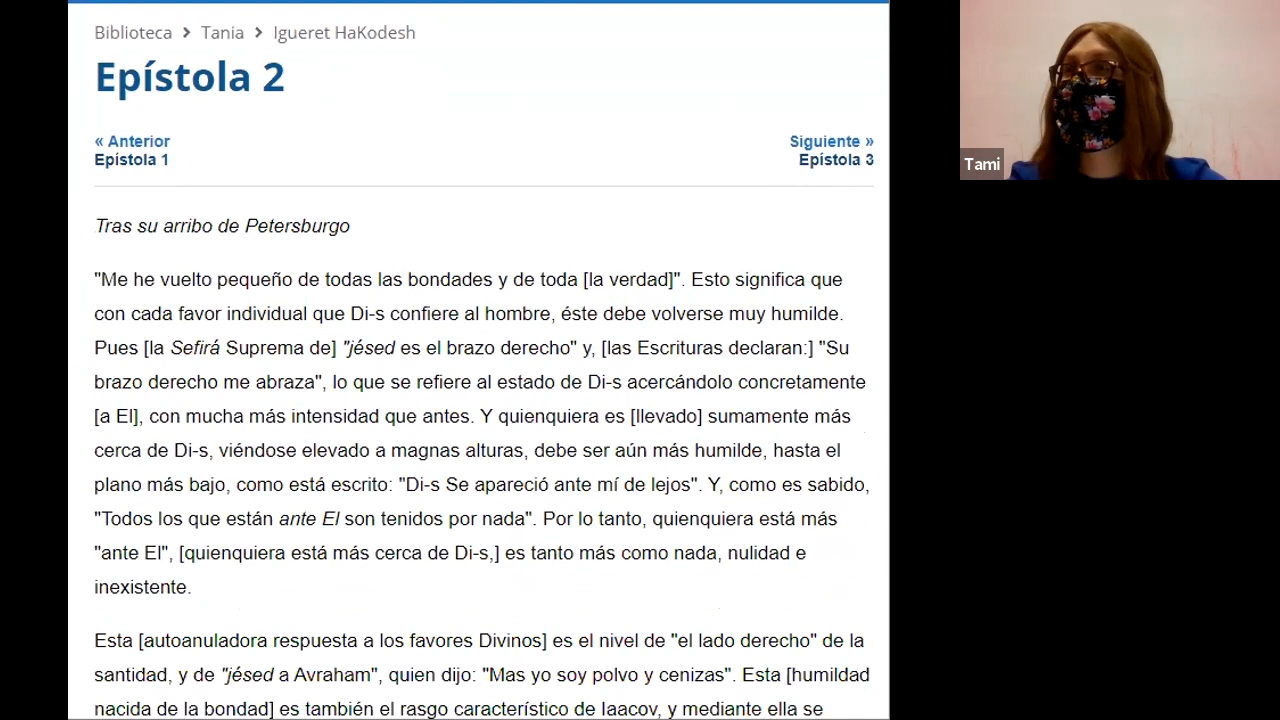 Biblioteca > Tania > Igueret HaKodesh
Epístola 2
« Anterior
Epístola 1
Siguiente »
Epístola 3
Tras su arribo de Petersburgo
"Me he vuelto pequeño de todas las bondades y de toda [la verdad]". Esto significa que
con cada favor individual que Di-s confiere al hombre, éste debe volverse muy humilde.
Pues [la Sefirá Suprema de] "jésed es el brazo derecho" y, [las Escrituras declaran:] "Su
brazo derecho me abraza", lo que se refiere al estado de Di-s acercándolo concretamente
[a El], con mucha más intensidad que antes. Y quienquiera es [llevado] sumamente más
cerca de Di-s, viéndose elevado a magnas alturas, debe ser aún más humilde, hasta el
plano más bajo, como está escrito: "Di-s Se apareció ante mí de lejos". Y, como es sabido,
"Todos los que están ante El son tenidos por nada". Por lo tanto, quienquiera está más
"ante El", [quienquiera está más cerca de Di-s,] es tanto más como nada, nulidad e
inexistente.
Esta [autoanuladora respuesta a los favores Divinos] es el nivel de "el lado derecho" de la
santidad, y de "jésed a Avraham", quien dijo: "Mas yo soy polvo y cenizas". Esta [humildad
nacida de la bondad] es también el rasgo característico de Iaacov, y mediante ella se
Tami